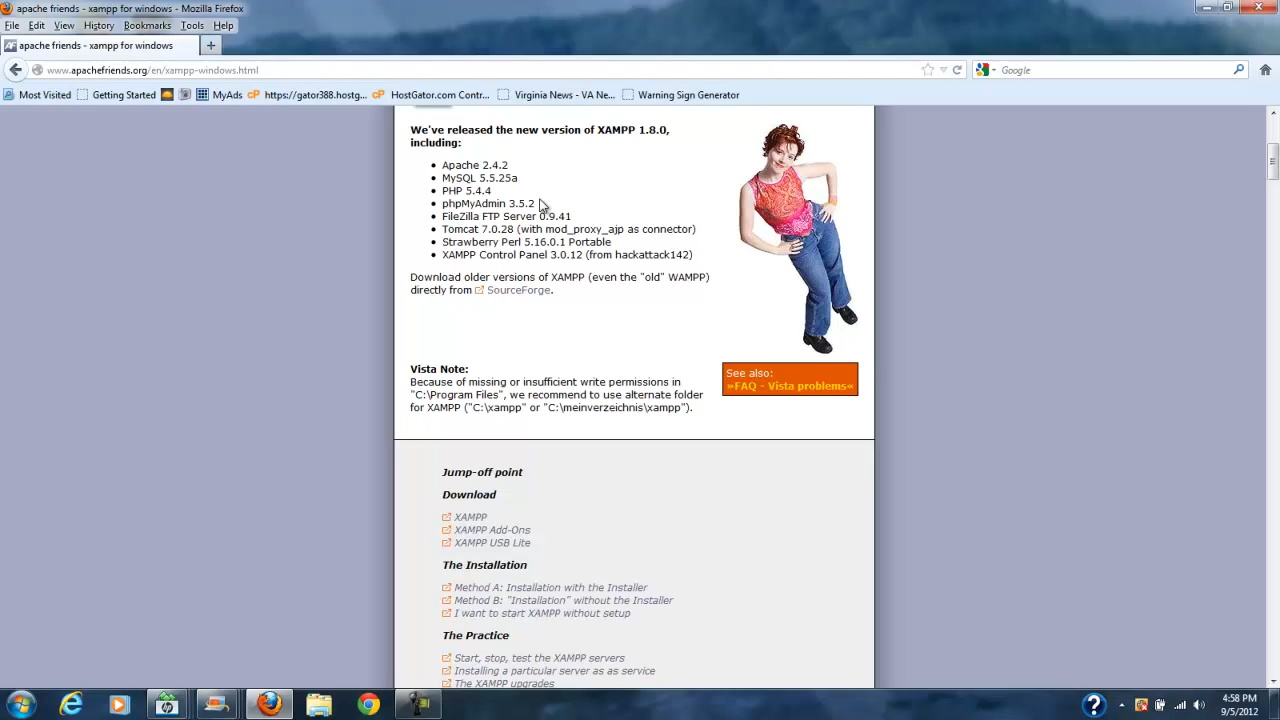 apache friends - xampp for windows - Mozilla Firefox
File Edit View History Bookmarks Tools Help
apache friends - xampp for windows
www.apachefriends.org/en/xampp-windows.html
Google
Most Visited Getting Started MyAds https://gator388.hostg... HostGator.com Contr... Virginia News - VA Ne... Warning Sign Generator
We've released the new version of XAMPP 1.8.0,
including:
• Apache 2.4.2
• MySQL 5.5.25a
• PHP 5.4.4
• phpMyAdmin 3.5.2
• FileZilla FTP Server 0.9.41
• Tomcat 7.0.28 (with mod_proxy_ajp as connector)
• Strawberry Perl 5.16.0.1 Portable
• XAMPP Control Panel 3.0.12 (from hackattack142)
Download older versions of XAMPP (even the "old" WAMPP)
directly from SourceForge.
Vista Note:
Because of missing or insufficient write permissions in
"C:\Program Files", we recommend to use alternate folder
for XAMPP ("C:\xampp" or "C:\meinverzeichnis\xampp").
See also:
»FAQ - Vista problems«
Jump-off point
Download
XAMPP
XAMPP Add-Ons
XAMPP USB Lite
The Installation
Method A: Installation with the Installer
Method B: "Installation" without the Installer
I want to start XAMPP without setup
The Practice
Start, stop, test the XAMPP servers
Installing a particular server as as service
The XAMPP upgrades
4:58 PM
9/5/2012